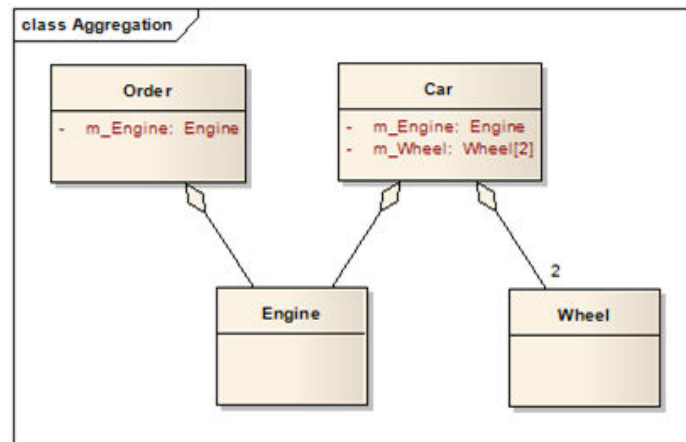 class Aggregation
Order
- m_Engine: Engine
Car
- m_Engine: Engine
- m_Wheel: Wheel[2]
2
Engine
Wheel